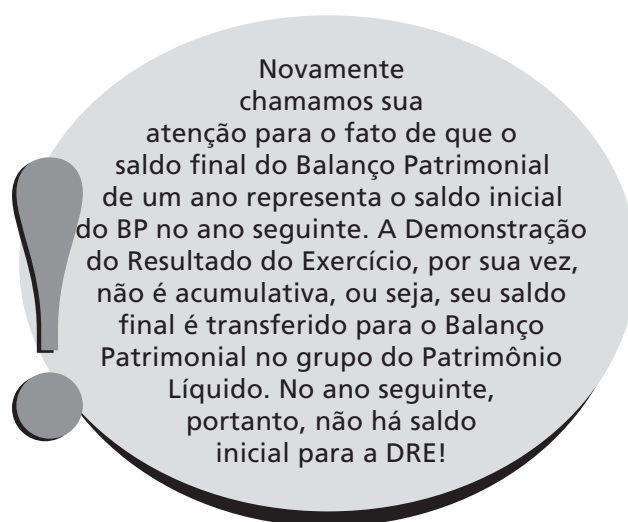 Novamente
chamamos sua
atenção para o fato de que o
saldo final do Balanço Patrimonial
de um ano representa o saldo inicial
do BP no ano seguinte. A Demonstração
do Resultado do Exercício, por sua vez,
não é acumulativa, ou seja, seu saldo
final é transferido para o Balanço
Patrimonial no grupo do Patrimônio
Líquido. No ano seguinte,
portanto, não há saldo
inicial para a DRE!